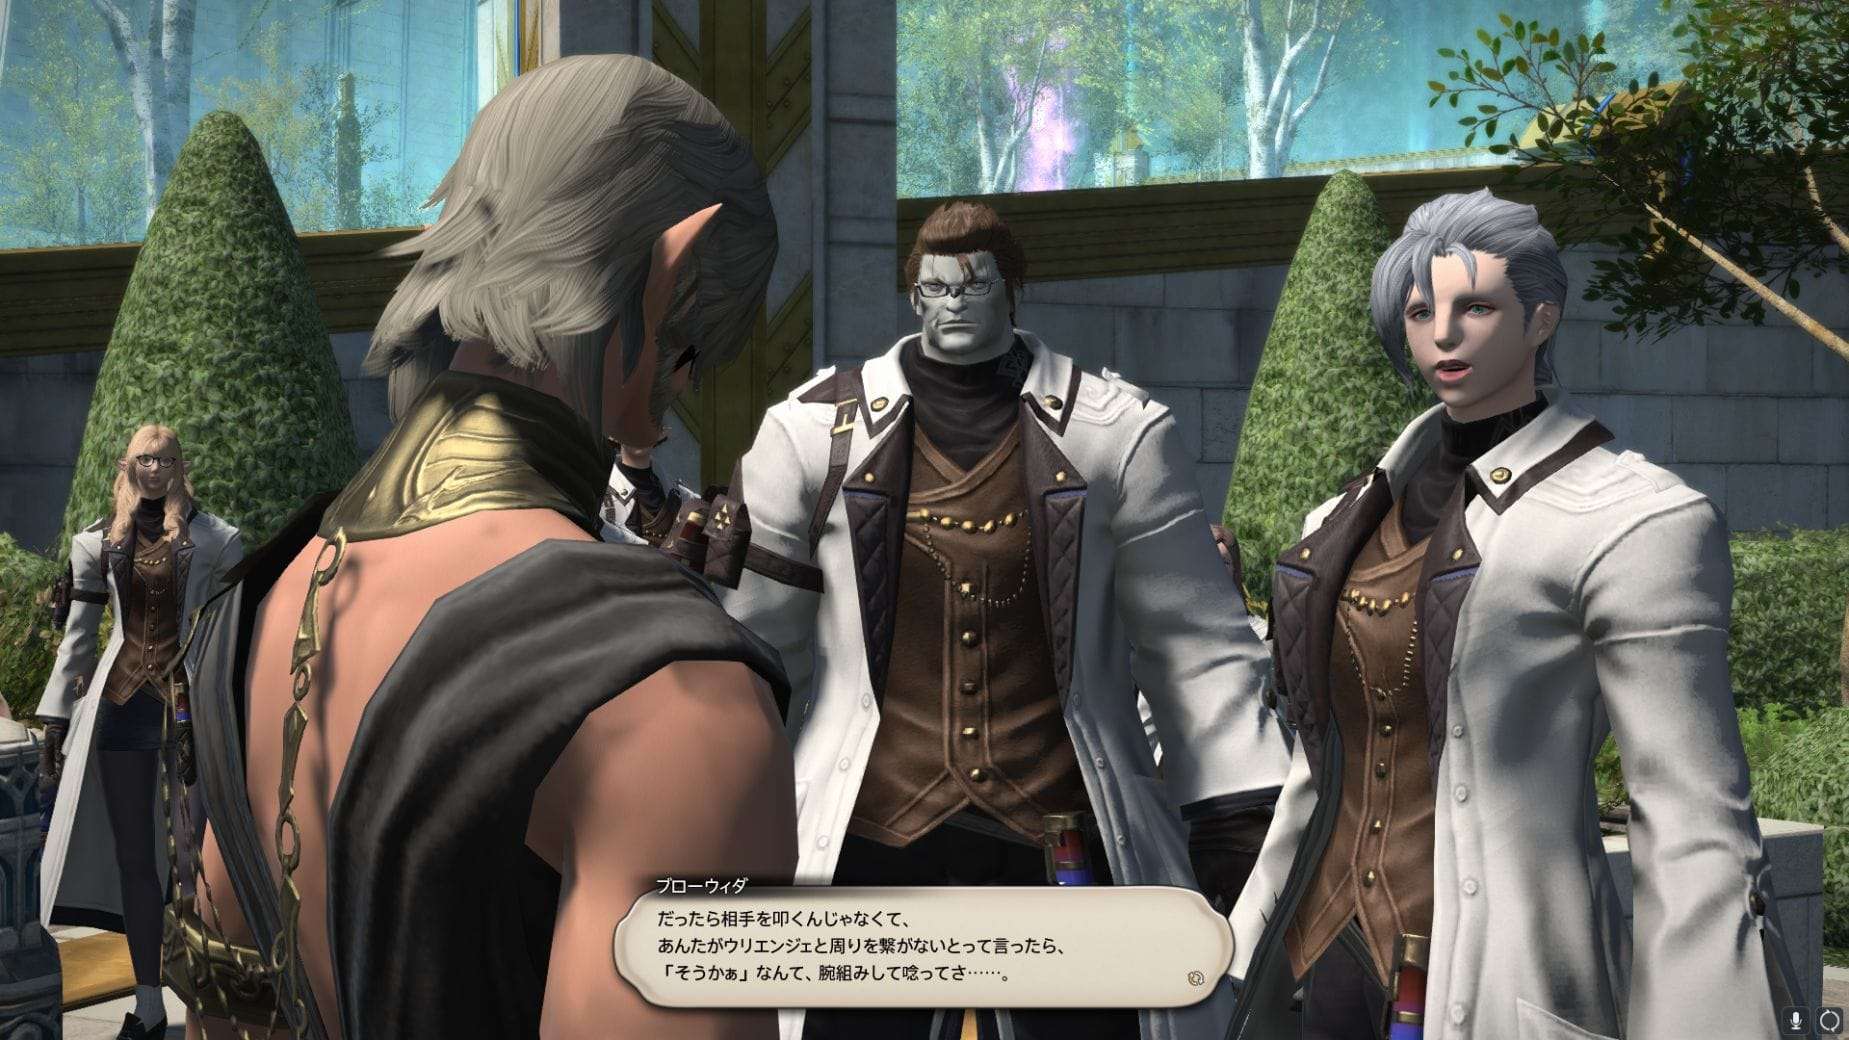 ブローウィダ
だったら相手を叩くんじゃなくて、
あんたがウリエンジェと周りを繋がないとって言ったら、
「そうかぁ」なんて、腕組みして唸ってさ……。